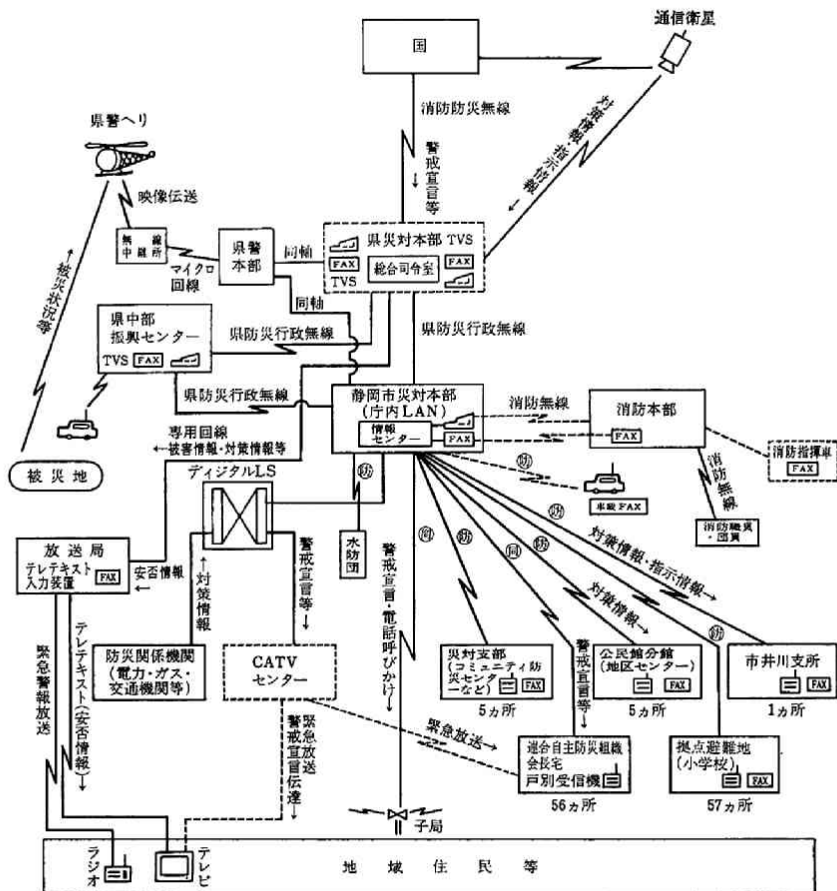 通信衛星
国
消防防災無線
対策情報・指示情報→
警戒宣言等→
県警ヘリ
映像伝送
無線
中継所
マイクロ
回線
県警
本部
同軸
県災対本部 TVS
FAX
総合司令室
FAX
TVS
同軸
←被災状況等
県中部
振興センター
TVS FAX
県防災行政無線
県防災行政無線
県防災行政無線
静岡市災対本部
(庁内LAN)
情報
センター
FAX
消防無線
消防本部
FAX
消防指揮車
FAX
消防無線
消防職員
・団員
専用回線
←被害情報・対策情報等
被災地
ディジタルLS
防
水防団
防
車載FAX
放送局
テレテキスト
入力装置
FAX
安否情報
←
←対策情報
警戒宣言等→
警戒宣言・電話呼びかけ→
同
防
同
防
防
防
対策情報・指示情報→
対策情報→
防災関係機関
(電力・ガス・
交通機関等)
CATV
センター
災対支部
(コミュニティ防
災センタ
ーなど)
FAX
5ヵ所
警戒宣言等→
公民館分館
(地区センター)
FAX
5ヵ所
市井川支所
FAX
1ヵ所
緊急警報放送
テレテキスト(安否情報)→
緊急放送
警戒宣言伝達→
緊急放送→
連合自主防災組織
会長宅
戸別受信機
56ヵ所
拠点避難地
(小学校)
FAX
57ヵ所
子局
ラジオ
テレビ
地域住民等